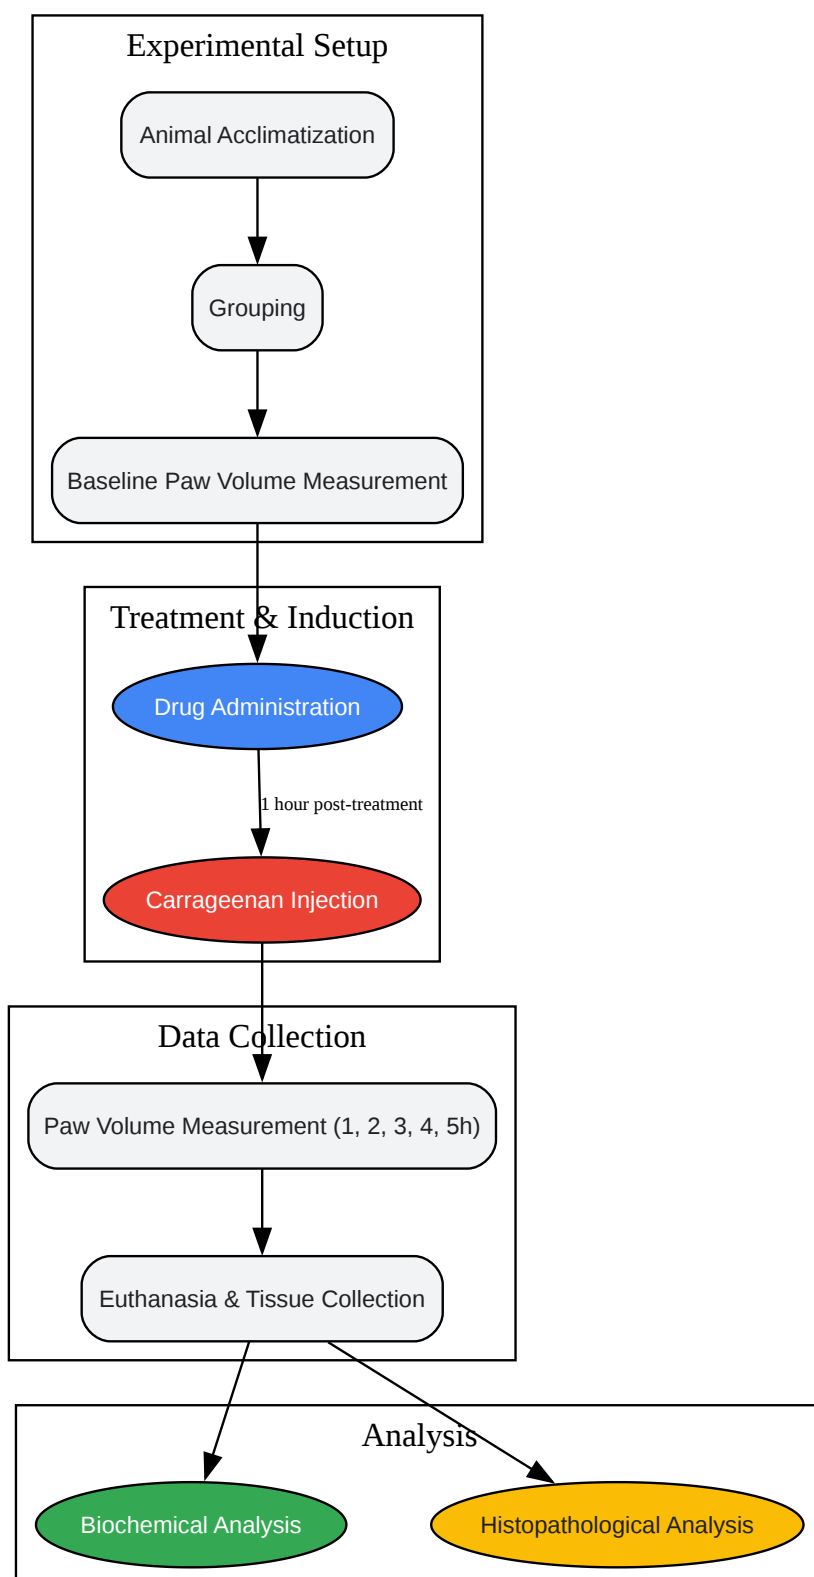 Experimental Setup
Animal Acclimatization
Grouping
Baseline Paw Volume Measurement
Treatment & Induction
Drug Administration
1 hour post-treatment
Carrageenan Injection
Data Collection
Paw Volume Measurement (1, 2, 3, 4, 5h)
Euthanasia & Tissue Collection
Analysis
Biochemical Analysis
Histopathological Analysis